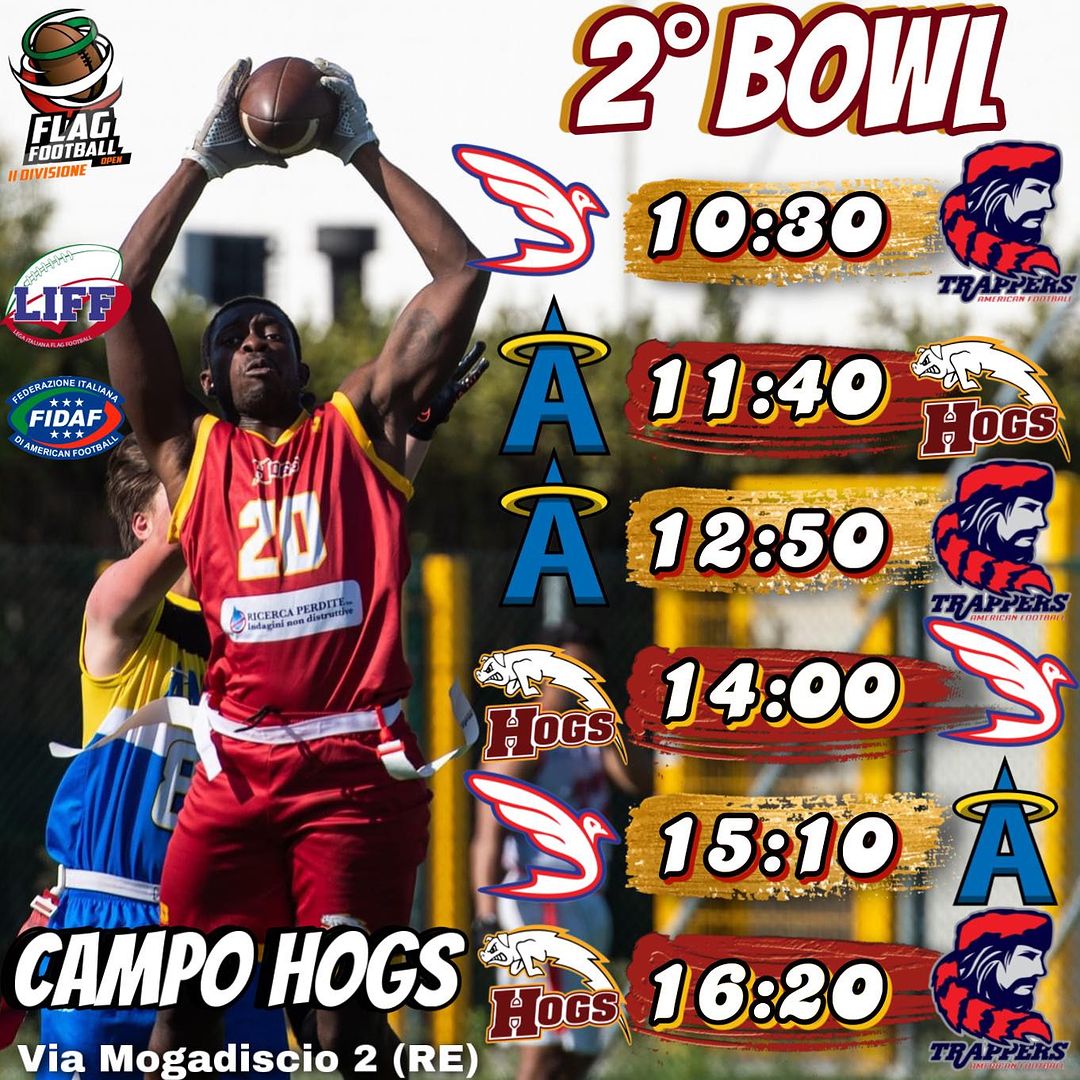 2° BOWL
FLAG
FOOTBALL
OPEN
II DIVISIONE
10:30
TRAPPERS
AMERICAN FOOTBALL
LIFF
LEGA ITALIANA FLAG FOOTBALL
A
11:40
HOGS
FEDERAZIONE ITALIANA
FIDAF
DI AMERICAN FOOTBALL
HOGS
20
RICERCA PERDITE
indagini non distruttive
A
12:50
TRAPPERS
AMERICAN FOOTBALL
HOGS
14:00
15:10
A
CAMPO HOGS
HOGS
16:20
TRAPPERS
AMERICAN FOOTBALL
Via Mogadiscio 2 (RE)